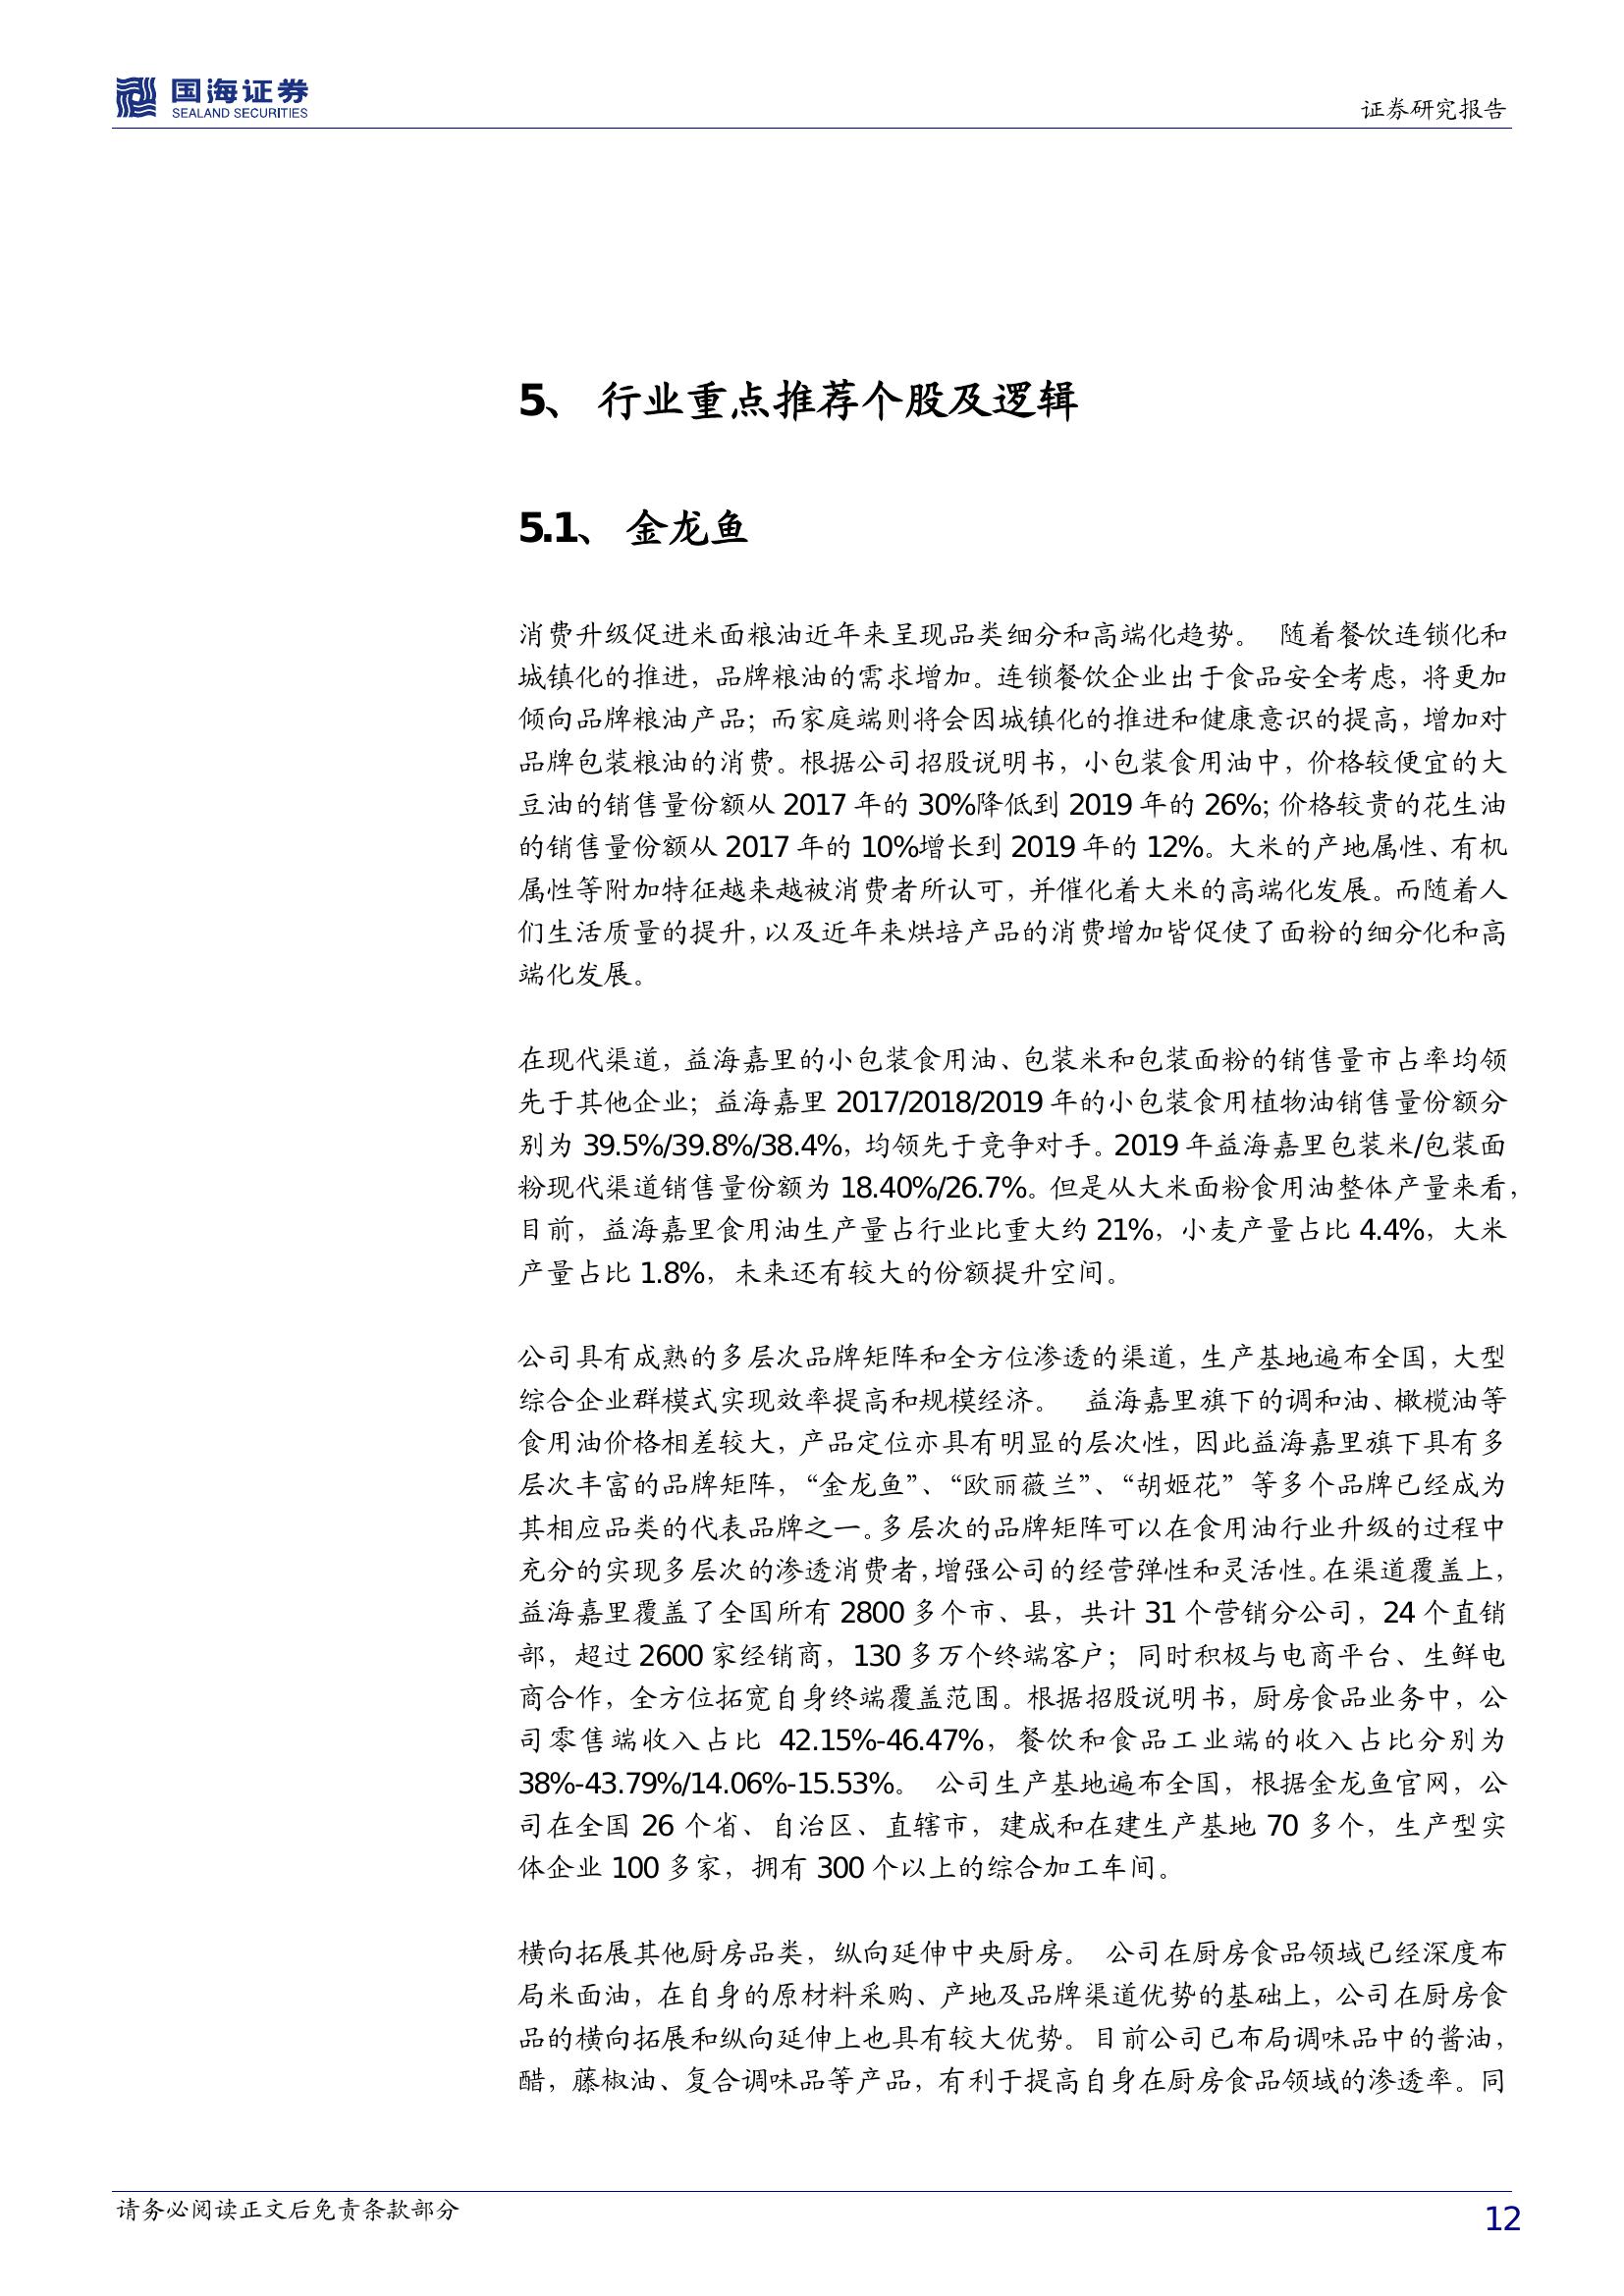 国海证券
SEALAND SECURITIES
证券研究报告
5、 行业重点推荐个股及逻辑
5.1、 金龙鱼
消费升级促进米面粮油近年来呈现品类细分和高端化趋势。 随着餐饮连锁化和
城镇化的推进，品牌粮油的需求增加。连锁餐饮企业出于食品安全考虑，将更加
倾向品牌粮油产品；而家庭端则将会因城镇化的推进和健康意识的提高，增加对
品牌包装粮油的消费。根据公司招股说明书，小包装食用油中，价格较便宜的大
豆油的销售量份额从 2017 年的 30%降低到 2019 年的 26%；价格较贵的花生油
的销售量份额从 2017 年的 10%增长到 2019 年的 12%。大米的产地属性、有机
属性等附加特征越来越被消费者所认可，并催化着大米的高端化发展。而随着人
们生活质量的提升，以及近年来烘培产品的消费增加皆促使了面粉的细分化和高
端化发展。
在现代渠道，益海嘉里的小包装食用油、包装米和包装面粉的销售量市占率均领
先于其他企业；益海嘉里 2017/2018/2019 年的小包装食用植物油销售量份额分
别为 39.5%/39.8%/38.4%，均领先于竞争对手。2019 年益海嘉里包装米/包装面
粉现代渠道销售量份额为 18.40%/26.7%。但是从大米面粉食用油整体产量来看，
目前，益海嘉里食用油生产量占行业比重大约 21%，小麦产量占比 4.4%，大米
产量占比 1.8%，未来还有较大的份额提升空间。
公司具有成熟的多层次品牌矩阵和全方位渗透的渠道，生产基地遍布全国，大型
综合企业群模式实现效率提高和规模经济。 益海嘉里旗下的调和油、橄榄油等
食用油价格相差较大，产品定位亦具有明显的层次性，因此益海嘉里旗下具有多
层次丰富的品牌矩阵，“金龙鱼”、“欧丽薇兰”、“胡姬花” 等多个品牌已经成为
其相应品类的代表品牌之一。多层次的品牌矩阵可以在食用油行业升级的过程中
充分的实现多层次的渗透消费者，增强公司的经营弹性和灵活性。在渠道覆盖上，
益海嘉里覆盖了全国所有 2800 多个市、县，共计 31 个营销分公司，24 个直销
部，超过 2600 家经销商，130 多万个终端客户；同时积极与电商平台、生鲜电
商合作，全方位拓宽自身终端覆盖范围。根据招股说明书，厨房食品业务中，公
司零售端收入占比 42.15%-46.47%，餐饮和食品工业端的收入占比分别为
38%-43.79%/14.06%-15.53%。 公司生产基地遍布全国，根据金龙鱼官网，公
司在全国 26 个省、自治区、直辖市，建成和在建生产基地 70 多个，生产型实
体企业 100 多家，拥有 300 个以上的综合加工车间。
横向拓展其他厨房品类，纵向延伸中央厨房。 公司在厨房食品领域已经深度布
局米面油，在自身的原材料采购、产地及品牌渠道优势的基础上，公司在厨房食
品的横向拓展和纵向延伸上也具有较大优势。目前公司已布局调味品中的酱油，
醋，藤椒油、复合调味品等产品，有利于提高自身在厨房食品领域的渗透率。同
请务必阅读正文后免责条款部分
12